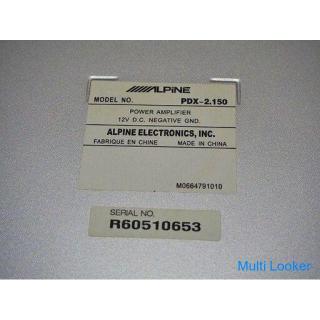 ALPINE
MODEL NO. PDX-2.150
POWER AMPLIFIER
12V D.C. NEGATIVE GND.
ALPINE ELECTRONICS, INC.
FABRIQUE EN CHINE MADE IN CHINA
M0664791010
SERIAL NO.
R60510653
Multi Looker